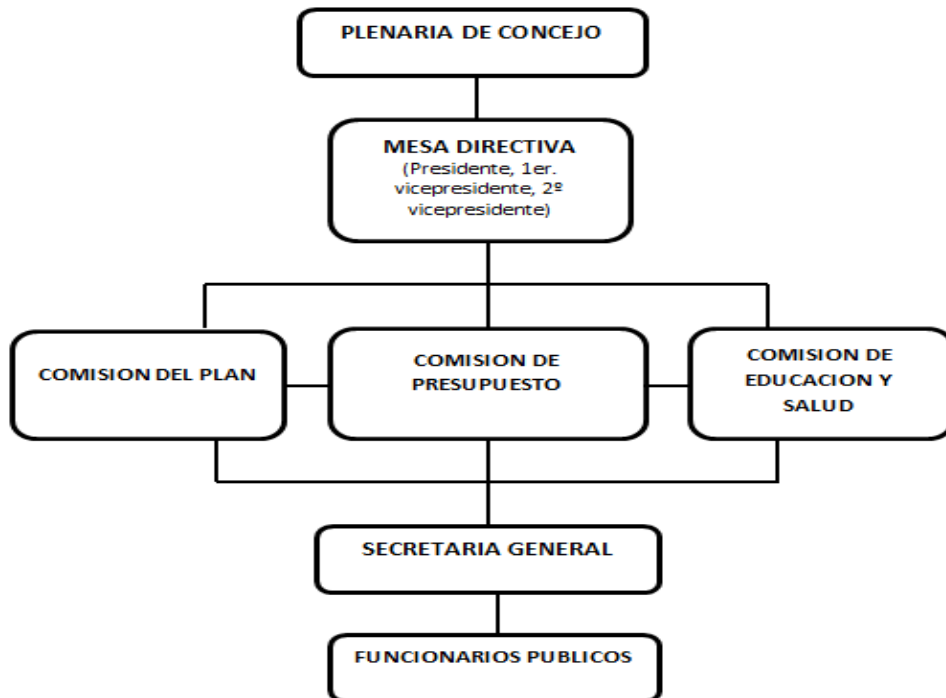 PLENARIA DE CONCEJO
MESA DIRECTIVA
(Presidente, 1er.
vicepresidente, 2º
vicepresidente)
COMISION DEL PLAN
COMISION DE
PRESUPUESTO
COMISION DE
EDUCACION Y
SALUD
SECRETARIA GENERAL
FUNCIONARIOS PUBLICOS